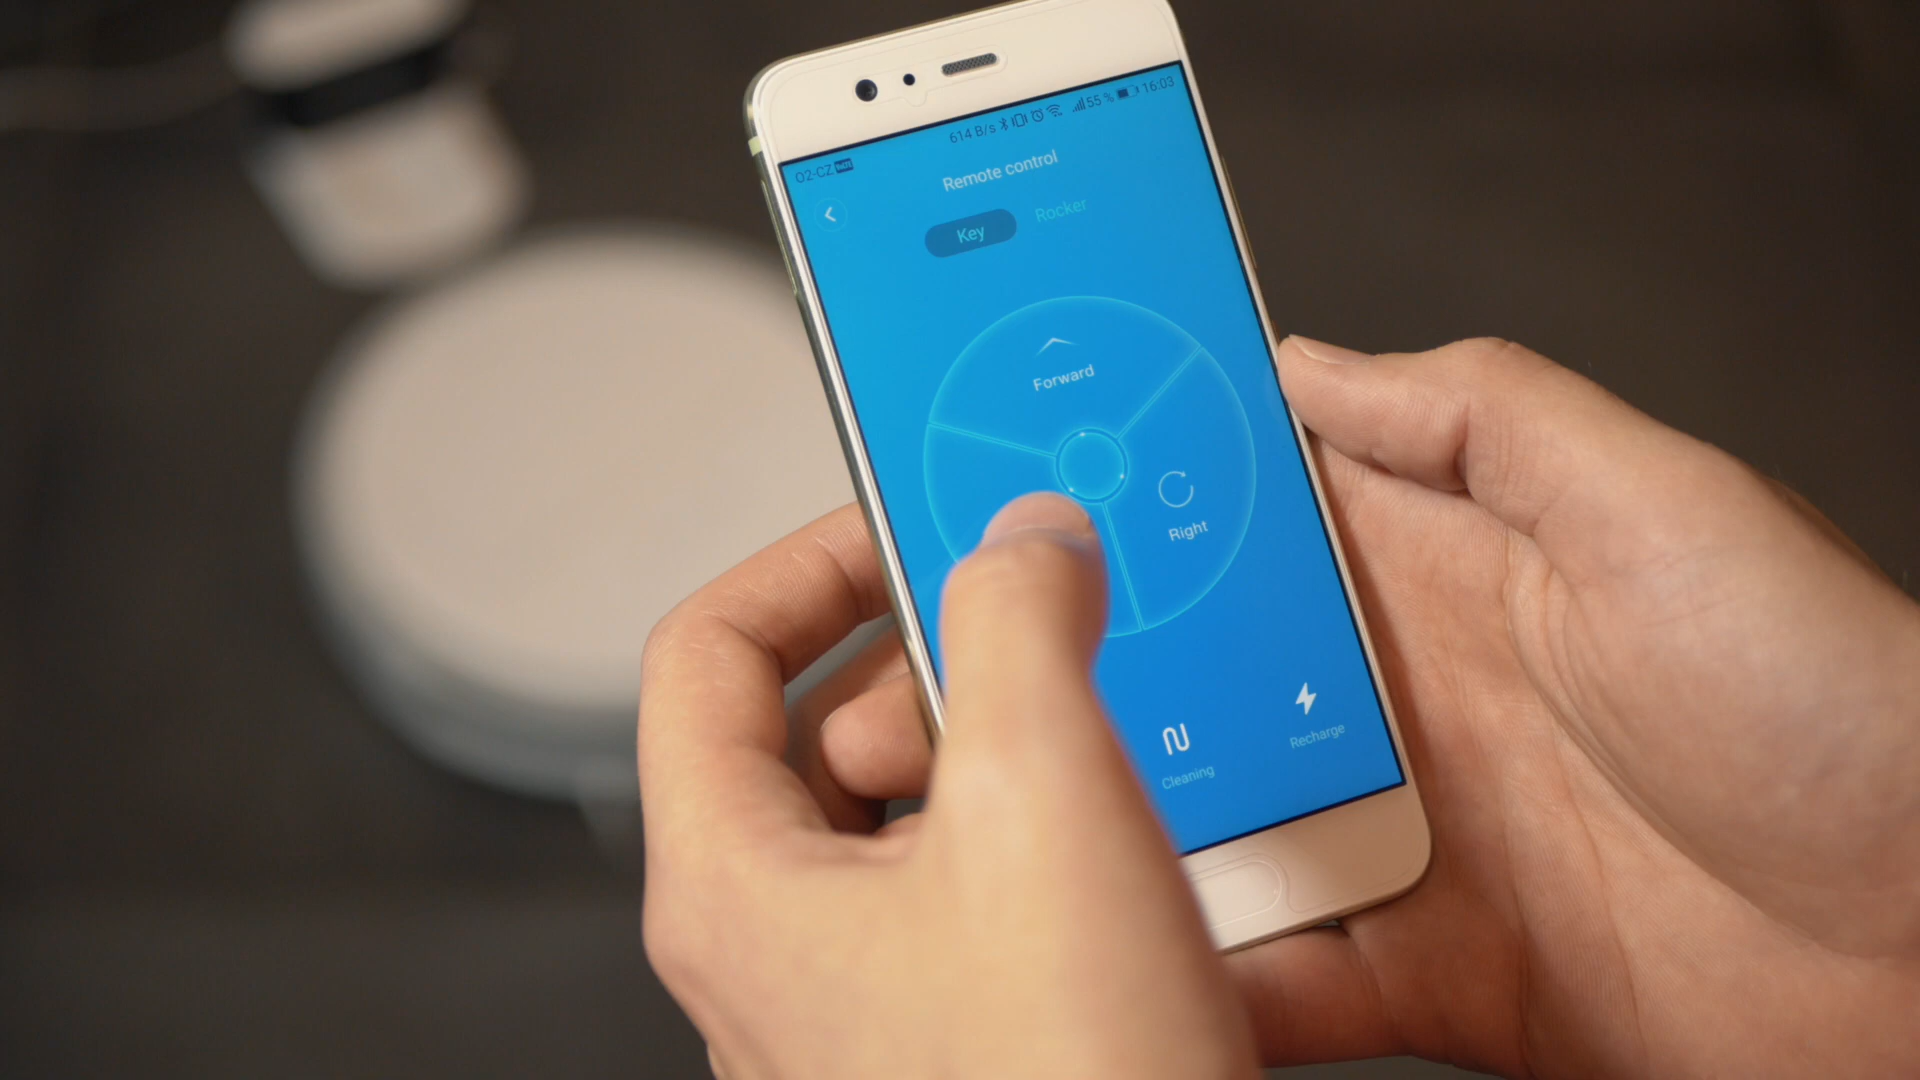 O2-CZ 614 B/s 55 % 16:03
Remote control
Key Rocker
Forward
Right
Cleaning
Recharge